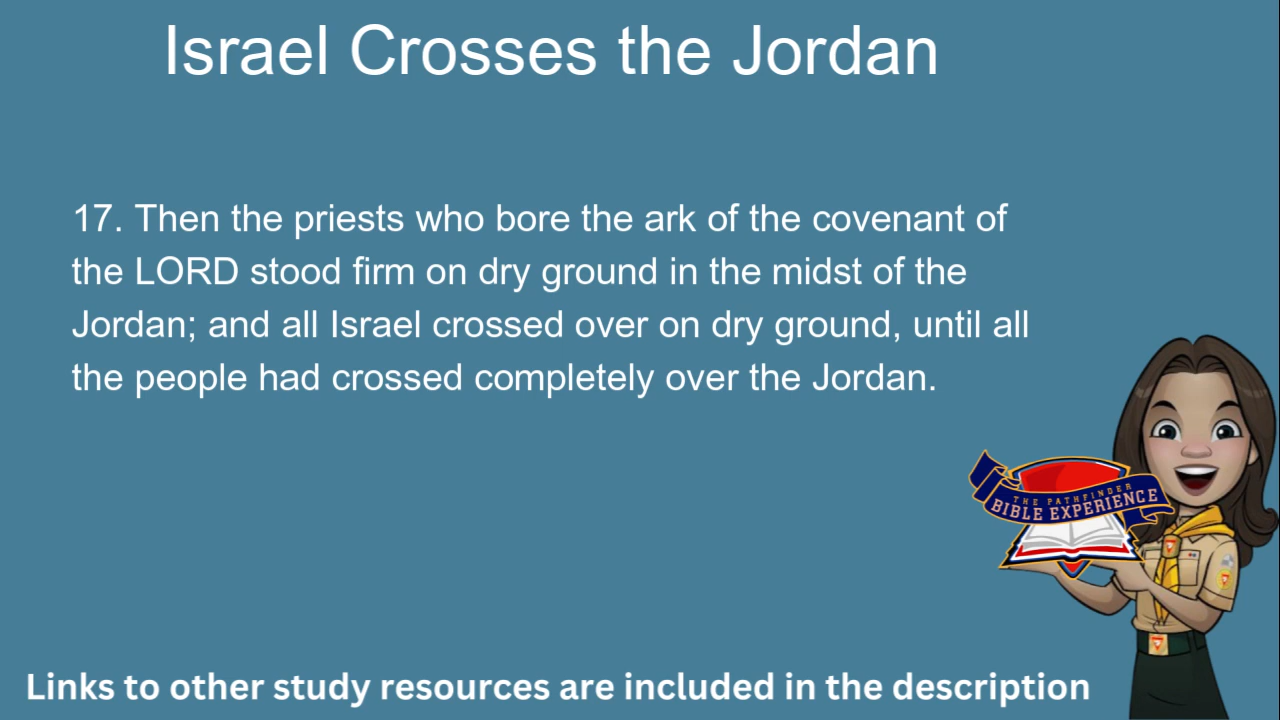 Israel Crosses the Jordan
17. Then the priests who bore the ark of the covenant of
the LORD stood firm on dry ground in the midst of the
Jordan; and all Israel crossed over on dry ground, until all
the people had crossed completely over the Jordan.
THE PATHFINDER
BIBLE EXPERIENCE
Links to other study resources are included in the description